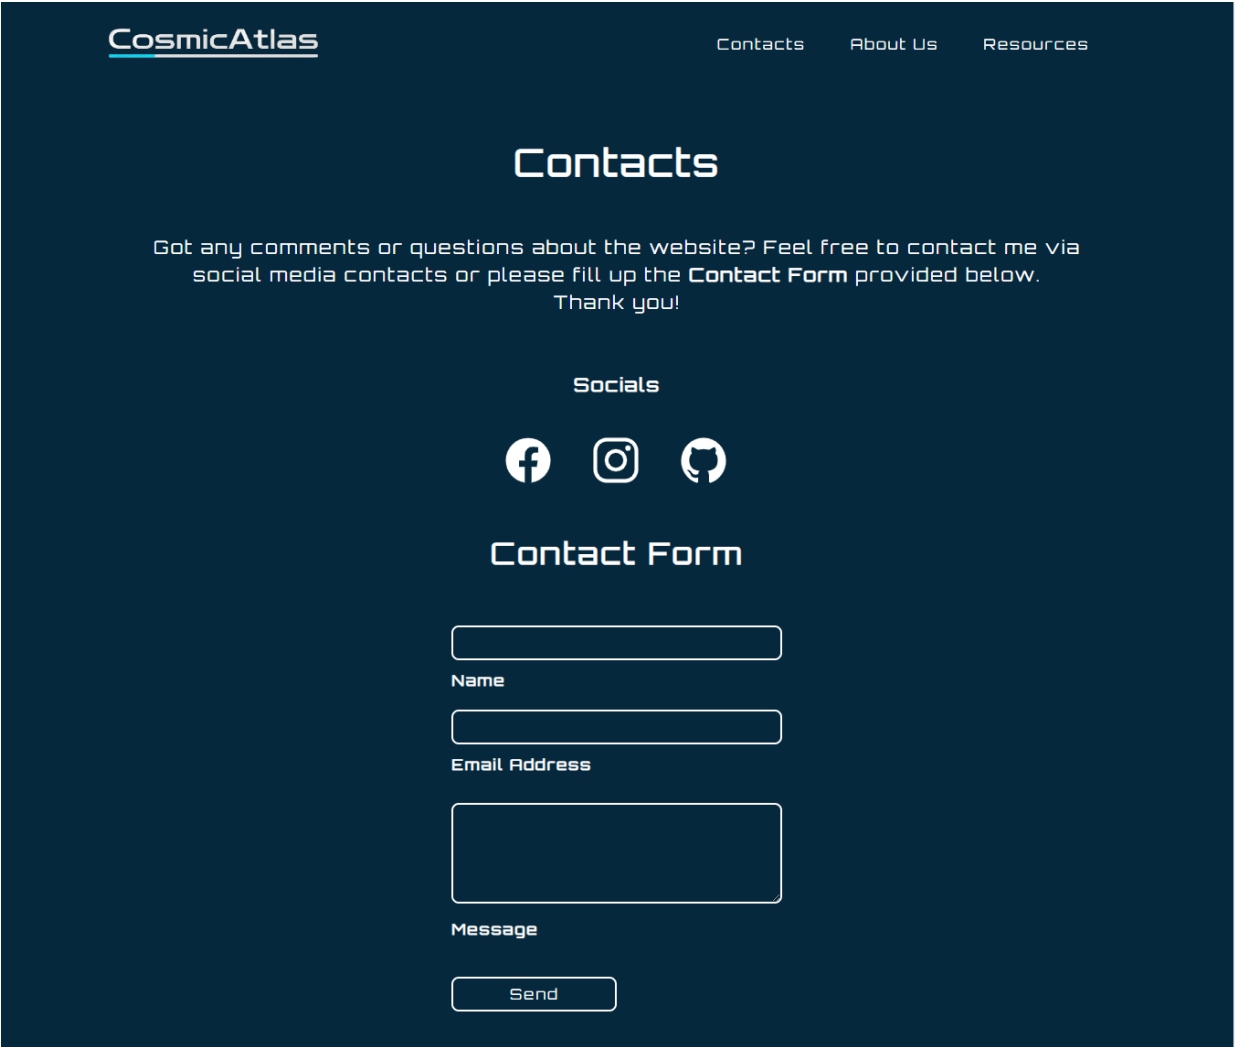 CosmicAtlas
Contacts About Us Resources
Contacts
Got any comments or questions about the website? Feel free to contact me via
social media contacts or please fill up the Contact Form provided below.
Thank you!
Socials
Contact Form
Name
Email Address
Message
Send